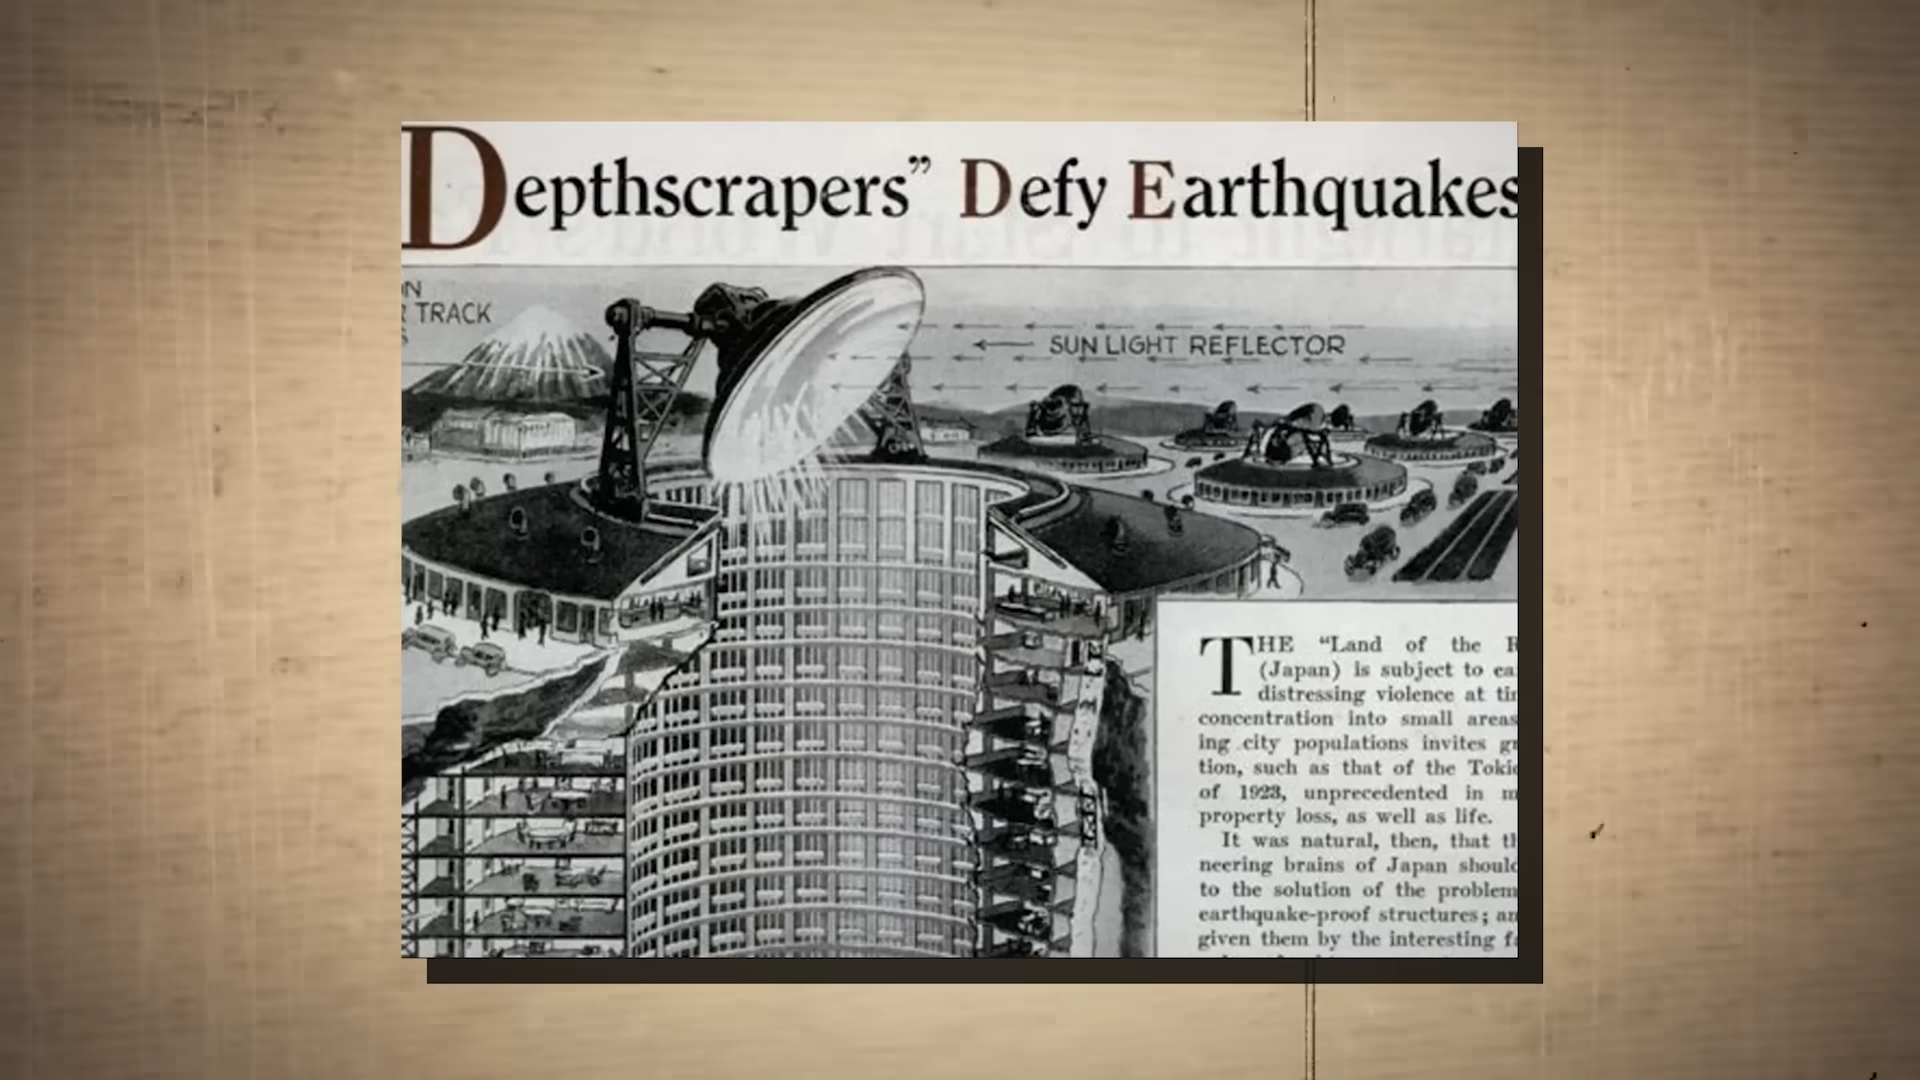 Depthscrapers” Defy Earthquakes
TRACK
SUN LIGHT REFLECTOR
THE “Land of the
(Japan) is subject to
distressing violence at
concentration into small areas
ing city populations invites
tion, such as that of the
of 1923, unprecedented in
property loss, as well as life.
It was natural, then, that
neering brains of Japan
to the solution of the problem
earthquake-proof structures;
given them by the interesting